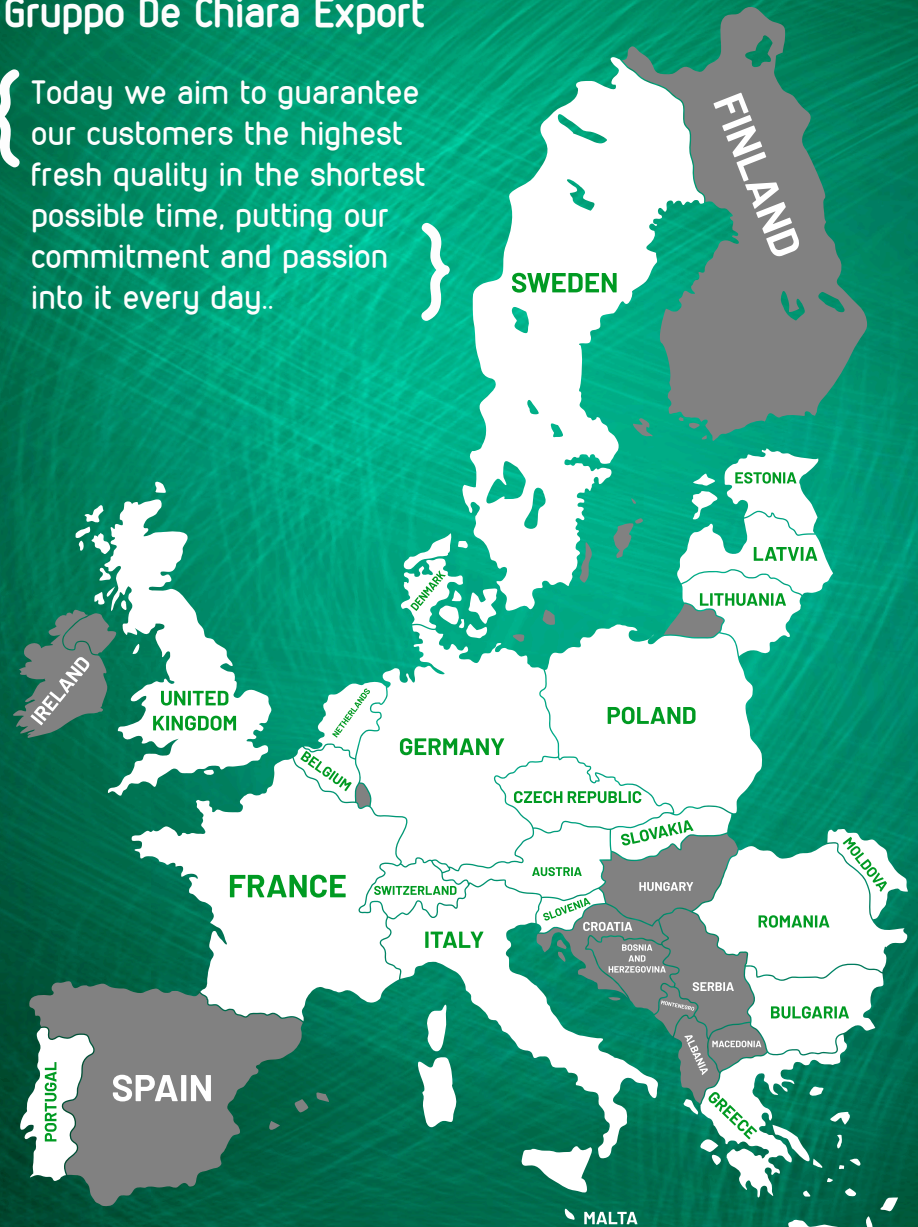 Gruppo De Chiara Export
Today we aim to guarantee
our customers the highest
fresh quality in the shortest
possible time, putting our
commitment and passion
into it every day..
FINLAND
SWEDEN
ESTONIA
LATVIA
LITHUANIA
DENMARK
IRELAND
UNITED
KINGDOM
NETHERLANDS
BELGIUM
GERMANY
POLAND
CZECH REPUBLIC
SLOVAKIA
MOLDOVA
FRANCE
SWITZERLAND
AUSTRIA
HUNGARY
SLOVENIA
ITALY
CROATIA
ROMANIA
BOSNIA
AND
HERZEGOVINA
SERBIA
MONTENEGRO
BULGARIA
ALBANIA
MACEDONIA
PORTUGAL
SPAIN
GREECE
MALTA